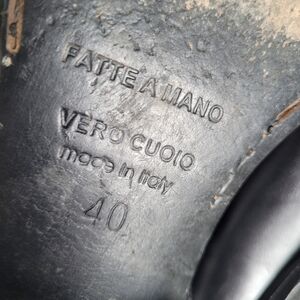 FATTE A MANO
VERO CUOIO
made in Italy
40